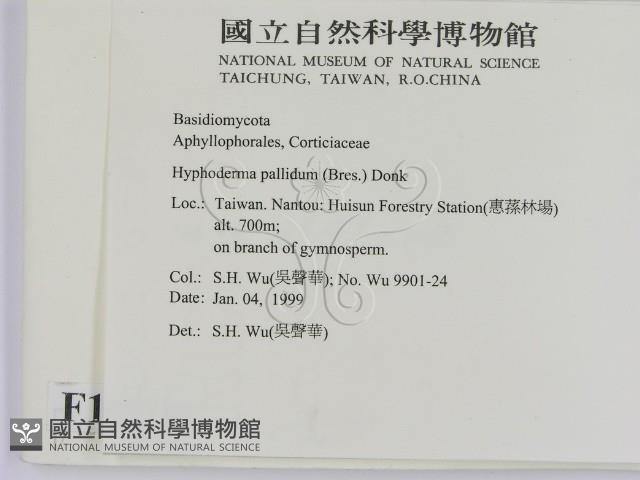 國立自然科學博物館
NATIONAL MUSEUM OF NATURAL SCIENCE
TAICHUNG, TAIWAN, R.O.CHINA
Basidiomycota
Aphyllophorales, Corticiaceae
Hyphoderma pallidum (Bres.) Donk
Loc.: Taiwan. Nantou: Huisun Forestry Station(惠蓀林場)
alt. 700m;
on branch of gymnosperm.
Col.: S.H. Wu(吳聲華); No. Wu 9901-24
Date: Jan. 04, 1999
Det.: S.H. Wu(吳聲華)
F1
國立自然科學博物館
NATIONAL MUSEUM OF NATURAL SCIENCE